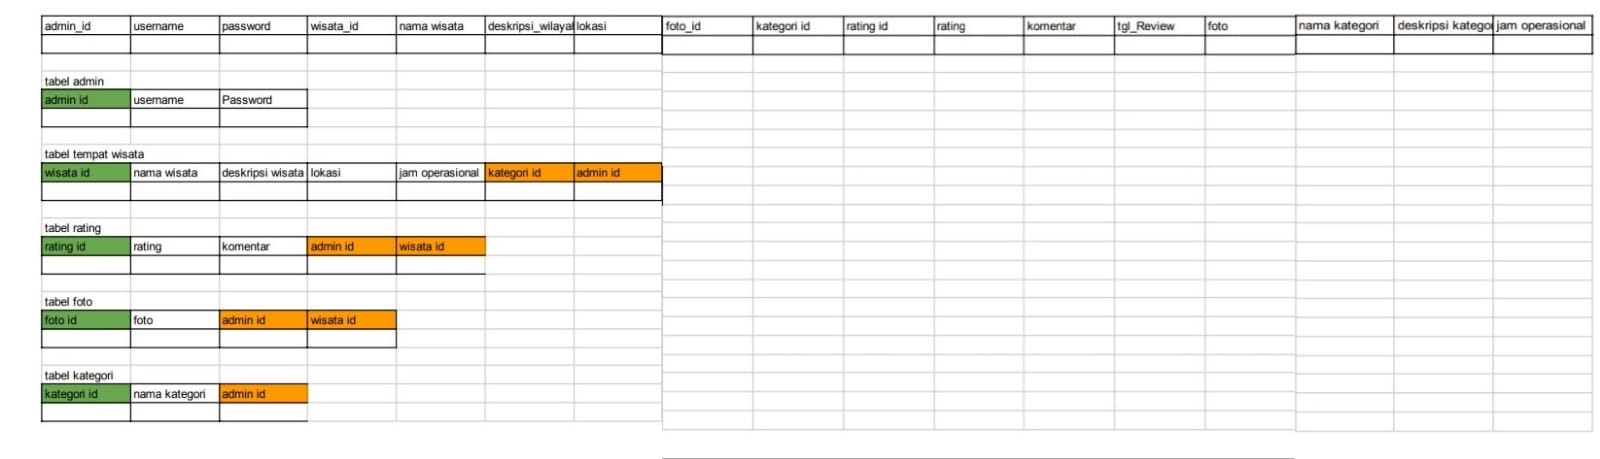 admin_id username password wisata_id nama wisata deskripsi_wilayal lokasi foto_id kategori id rating id rating komentar tgl_Review foto nama kategori deskripsi katego jam operasional
tabel admin
admin id username Password
tabel tempat wisata
wisata id nama wisata deskripsi wisata lokasi jam operasional kategori id admin id
tabel rating
rating id rating komentar admin id wisata id
tabel foto
foto id foto admin id wisata id
tabel kategori
kategori id nama kategori admin id